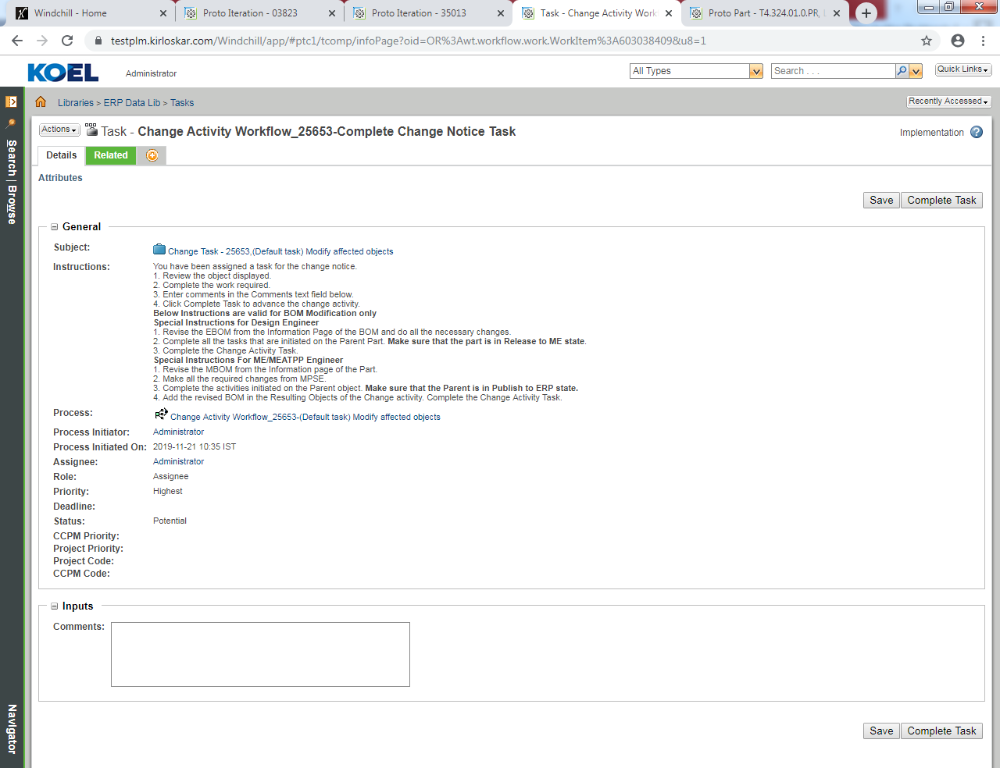 Windchill - Home
Proto Iteration - 03823
Proto Iteration - 35013
Task - Change Activity Work
Proto Part - T4.324.01.0.PR,
testplm.kirloskar.com/Windchill/app/#ptc1/tcomp/infoPage?oid=OR%3Awt.workflow.work.WorkItem%3A603038409&u8=1
KOEL
Administrator
All Types
Search . . .
Quick Links
Libraries > ERP Data Lib > Tasks
Recently Accessed
Actions
Task - Change Activity Workflow_25653-Complete Change Notice Task
Implementation
Details
Related
Search | Browse
Attributes
Save
Complete Task
General
Subject:
Change Task - 25653,(Default task) Modify affected objects
Instructions:
You have been assigned a task for the change notice.
1. Review the object displayed.
2. Complete the work required.
3. Enter comments in the Comments text field below.
4. Click Complete Task to advance the change activity.
Below Instructions are valid for BOM Modification only
Special Instructions for Design Engineer
1. Revise the EBOM from the Information Page of the BOM and do all the necessary changes.
2. Complete all the tasks that are initiated on the Parent Part. Make sure that the part is in Release to ME state.
3. Complete the Change Activity Task.
Special Instructions For ME/MEATPP Engineer
1. Revise the MBOM from the Information page of the Part.
2. Make all the required changes from MPSE.
3. Complete the activities initiated on the Parent object. Make sure that the Parent is in Publish to ERP state.
4. Add the revised BOM in the Resulting Objects of the Change activity. Complete the Change Activity Task.
Process:
Change Activity Workflow_25653-(Default task) Modify affected objects
Process Initiator: Administrator
Process Initiated On: 2019-11-21 10:35 IST
Assignee: Administrator
Role: Assignee
Priority: Highest
Deadline:
Status: Potential
CCPM Priority:
Project Priority:
Project Code:
CCPM Code:
Inputs
Comments:
Navigator
Save
Complete Task